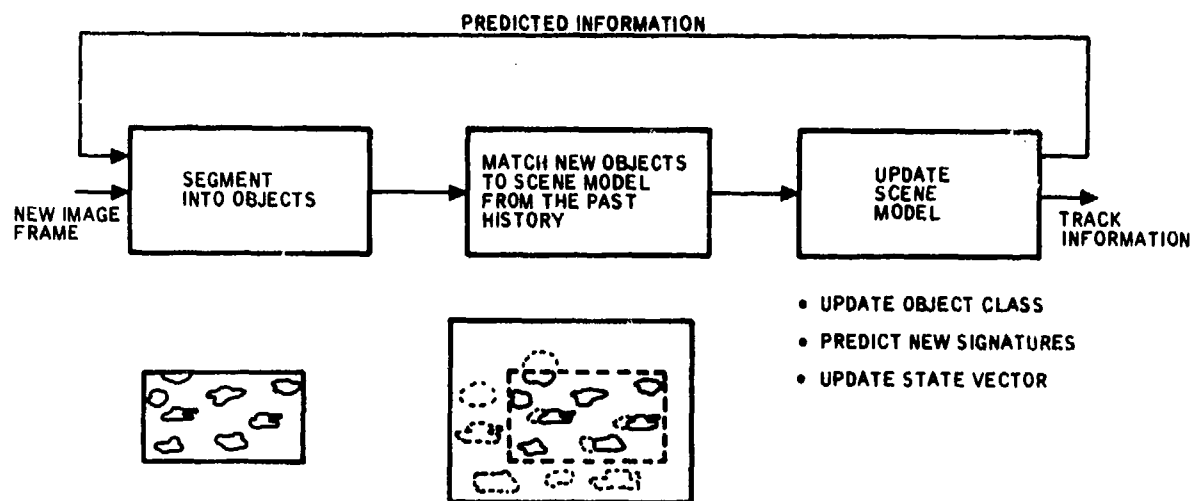 PREDICTED INFORMATION
SEGMENT
INTO OBJECTS
MATCH NEW OBJECTS
TO SCENE MODEL
FROM THE PAST
HISTORY
UPDATE
SCENE
MODEL
NEW IMAGE
FRAME
TRACK
INFORMATION
• UPDATE OBJECT CLASS
• PREDICT NEW SIGNATURES
• UPDATE STATE VECTOR